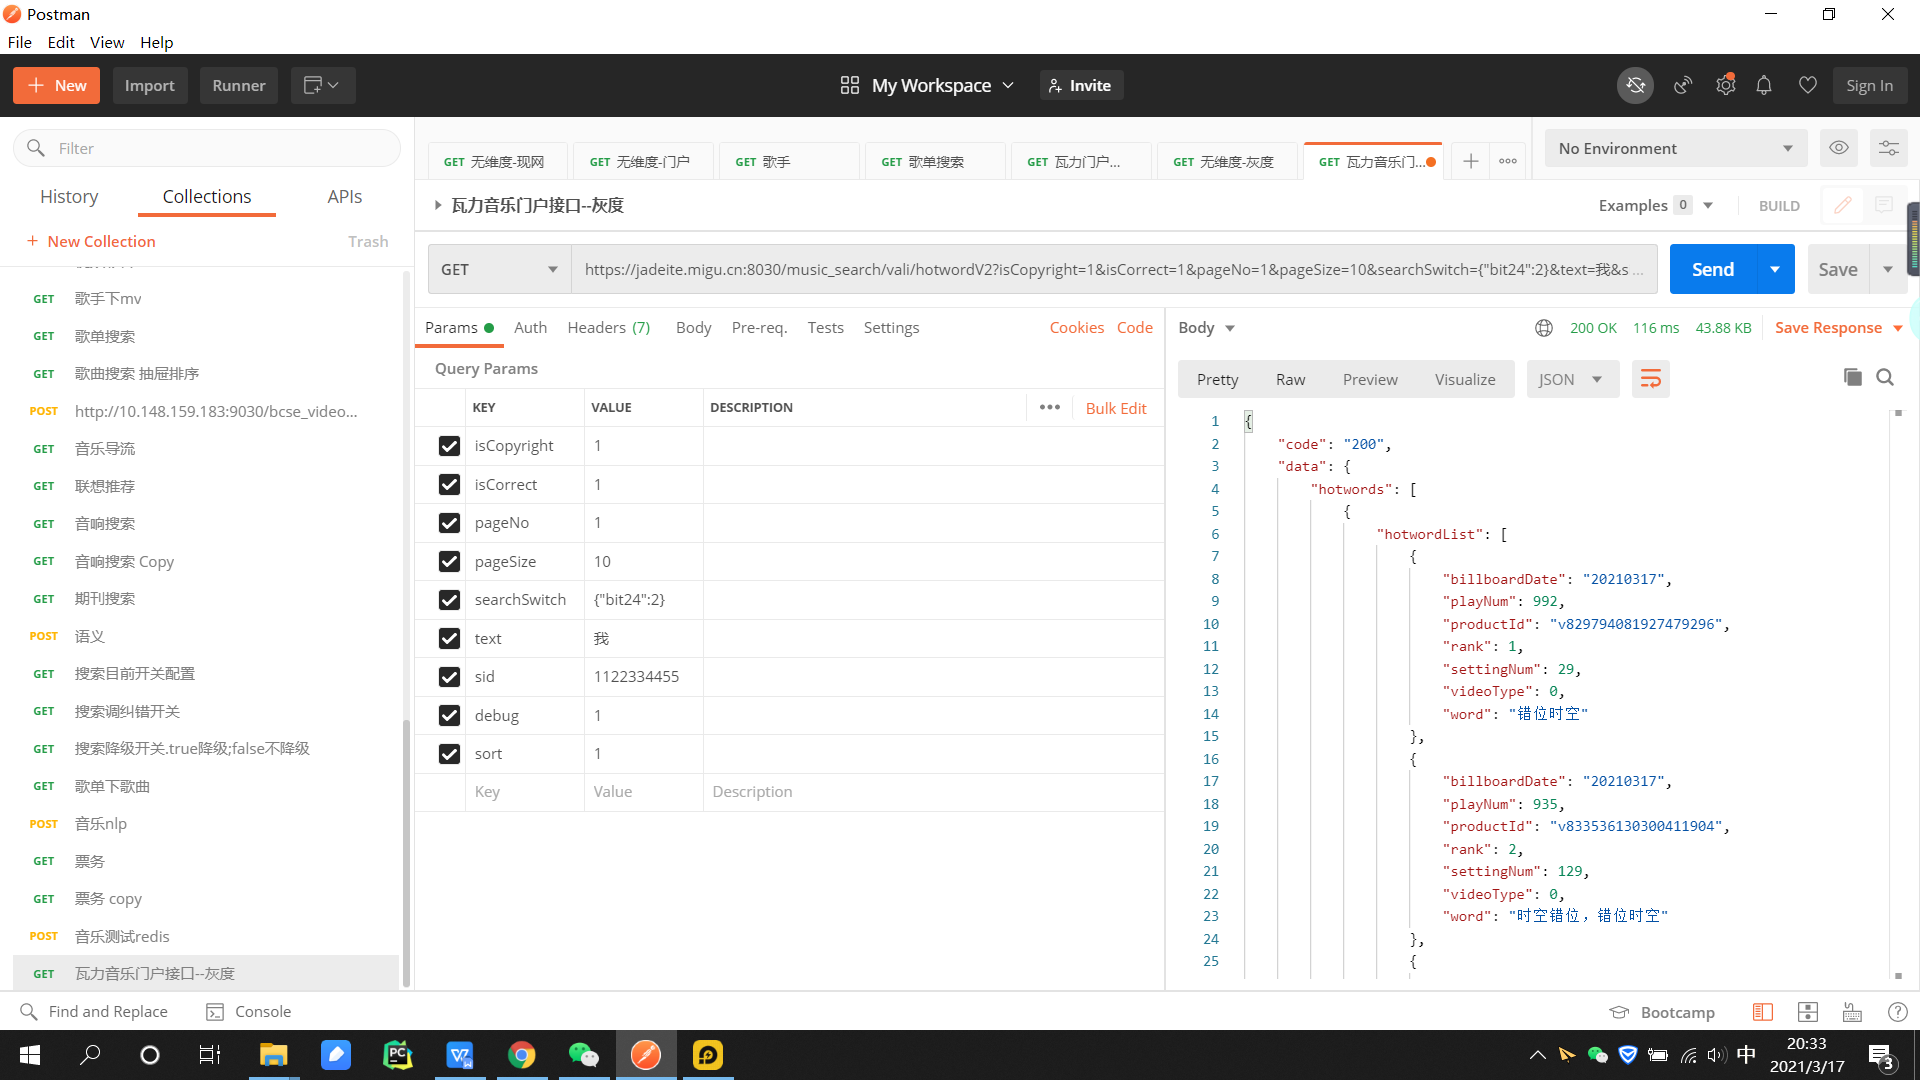 Postman
File Edit View Help
New Import Runner My Workspace Invite Sign In
Filter
History Collections APIs
New Collection Trash
GET 歌手下mv
GET 歌单搜索
GET 歌曲搜索 抽屉排序
POST http://10.148.159.183:9030/bcse_video...
GET 音乐导流
GET 联想推荐
GET 音响搜索
GET 音响搜索 Copy
GET 期刊搜索
POST 语义
GET 搜索目前开关配置
GET 搜索调纠错开关
GET 搜索降级开关.true降级;false不降级
GET 歌单下歌曲
POST 音乐nlp
GET 票务
GET 票务 copy
POST 音乐测试redis
GET 瓦力音乐门户接口--灰度
GET 无维度-现网 GET 无维度-门户 GET 歌手 GET 歌单搜索 GET 瓦力门户... GET 无维度-灰度 GET 瓦力音乐门...
No Environment
瓦力音乐门户接口--灰度
Examples 0 BUILD
GET https://jadeite.migu.cn:8030/music_search/vali/hotwordV2?isCopyright=1&isCorrect=1&pageNo=1&pageSize=10&searchSwitch={"bit24":2}&text=我&s ...
Send Save
Params Auth Headers (7) Body Pre-req. Tests Settings Cookies Code
Query Params
KEY VALUE DESCRIPTION Bulk Edit
isCopyright 1
isCorrect 1
pageNo 1
pageSize 10
searchSwitch {"bit24":2}
text 我
sid 1122334455
debug 1
sort 1
Key Value Description
Body 200 OK 116 ms 43.88 KB Save Response
Pretty Raw Preview Visualize JSON
1 {
2 "code": "200",
3 "data": {
4 "hotwords": [
5 {
6 "hotwordList": [
7 {
8 "billboardDate": "20210317",
9 "playNum": 992,
10 "productId": "v829794081927479296",
11 "rank": 1,
12 "settingNum": 29,
13 "videoType": 0,
14 "word": "错位时空"
15 },
16 {
17 "billboardDate": "20210317",
18 "playNum": 935,
19 "productId": "v833536130300411904",
20 "rank": 2,
21 "settingNum": 129,
22 "videoType": 0,
23 "word": "时空错位，错位时空"
24 },
25 {
Find and Replace Console Bootcamp
中
20:33
2021/3/17
3